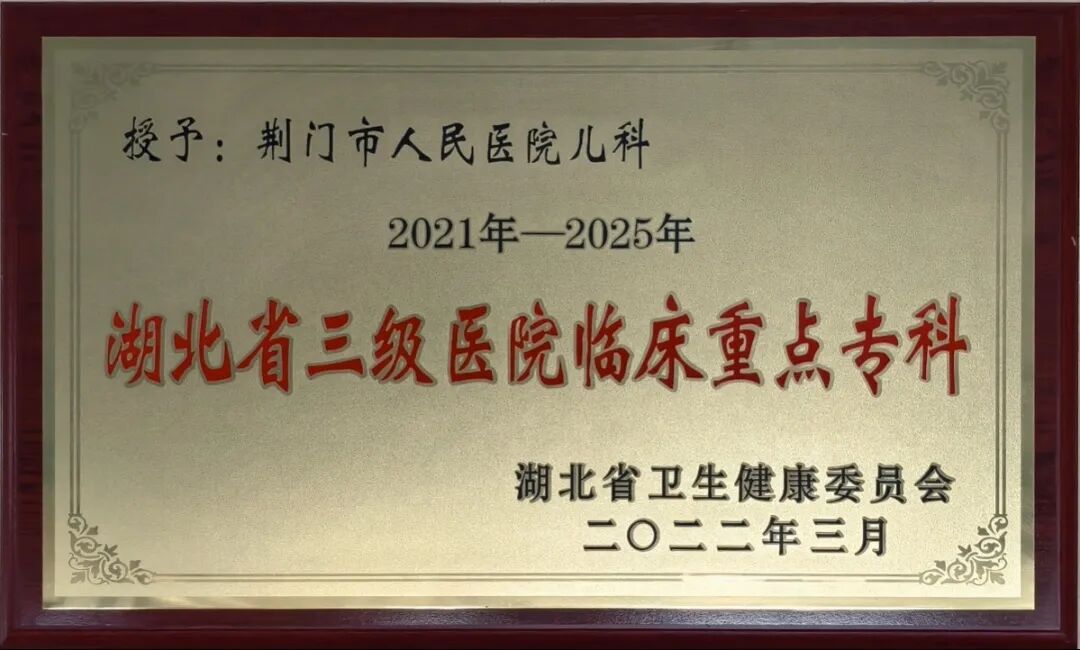 授予：荆门市人民医院儿科
2021年—2025年
湖北省三级医院临床重点专科
湖北省卫生健康委员会
二〇二二年三月